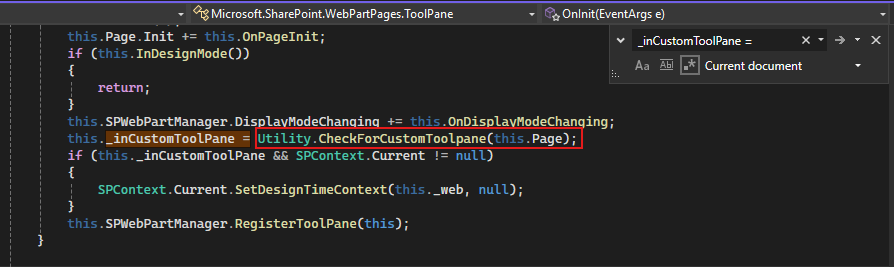 Microsoft.SharePoint.WebPartPages.ToolPane
OnInit(EventArgs e)
this.Page.Init += this.OnPageInit;
if (this.InDesignMode())
{
return;
}
this.SPWebPartManager.DisplayModeChanging += this.OnDisplayModeChanging;
this._inCustomToolPane = Utility.CheckForCustomToolpane(this.Page);
if (this._inCustomToolPane && SPContext.Current != null)
{
SPContext.Current.SetDesignTimeContext(this._web, null);
}
this.SPWebPartManager.RegisterToolPane(this);
}
_inCustomToolPane =
Aa Ab .* Current document